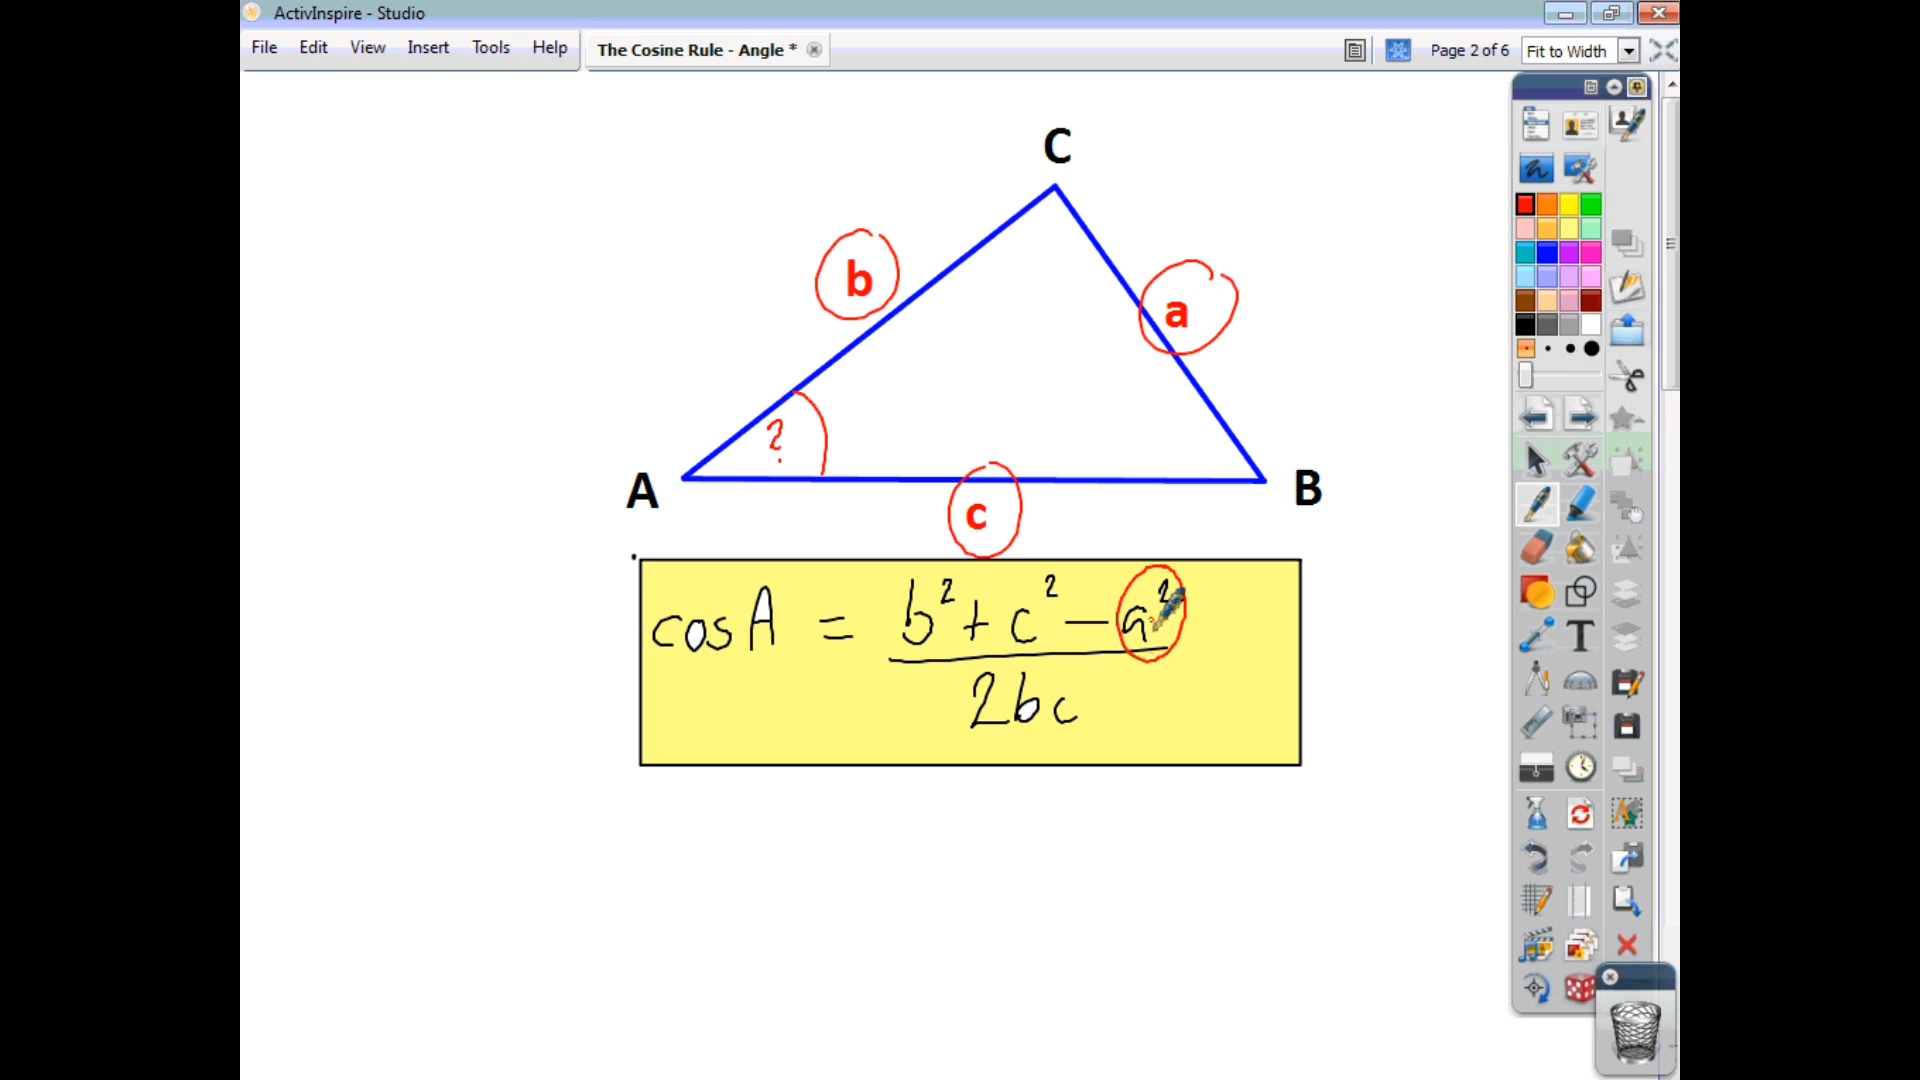 ActivInspire - Studio
File Edit View Insert Tools Help
The Cosine Rule - Angle *
Page 2 of 6
Fit to Width
C
b
a
?
A
c
B
cos A = b² + c² − a²
2bc